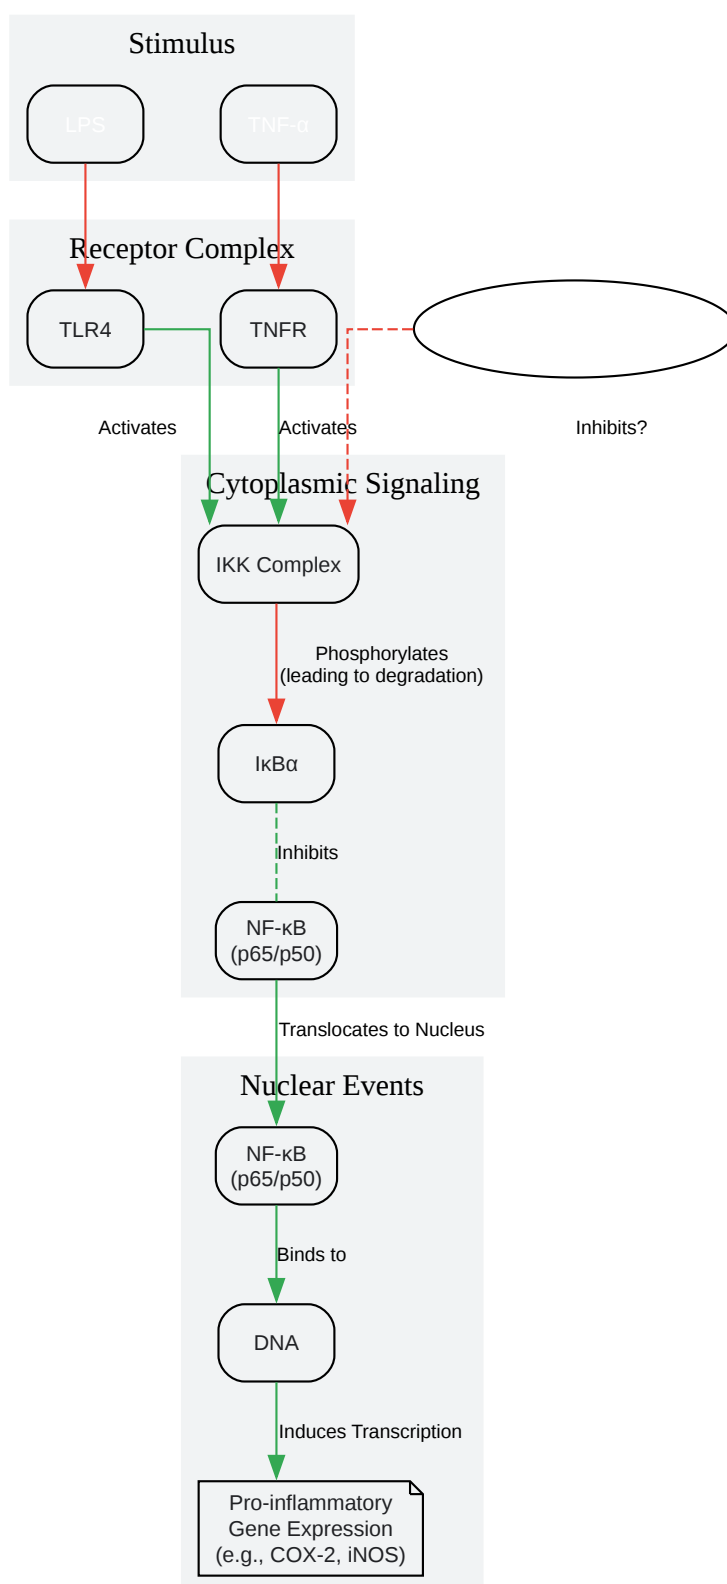 Stimulus
LPS
TNF-α
Receptor Complex
TLR4
TNFR
Activates
Activates
Inhibits?
Cytoplasmic Signaling
IKK Complex
Phosphorylates
(leading to degradation)
IκBα
Inhibits
NF-κB
(p65/p50)
Translocates to Nucleus
Nuclear Events
NF-κB
(p65/p50)
Binds to
DNA
Induces Transcription
Pro-inflammatory
Gene Expression
(e.g., COX-2, iNOS)